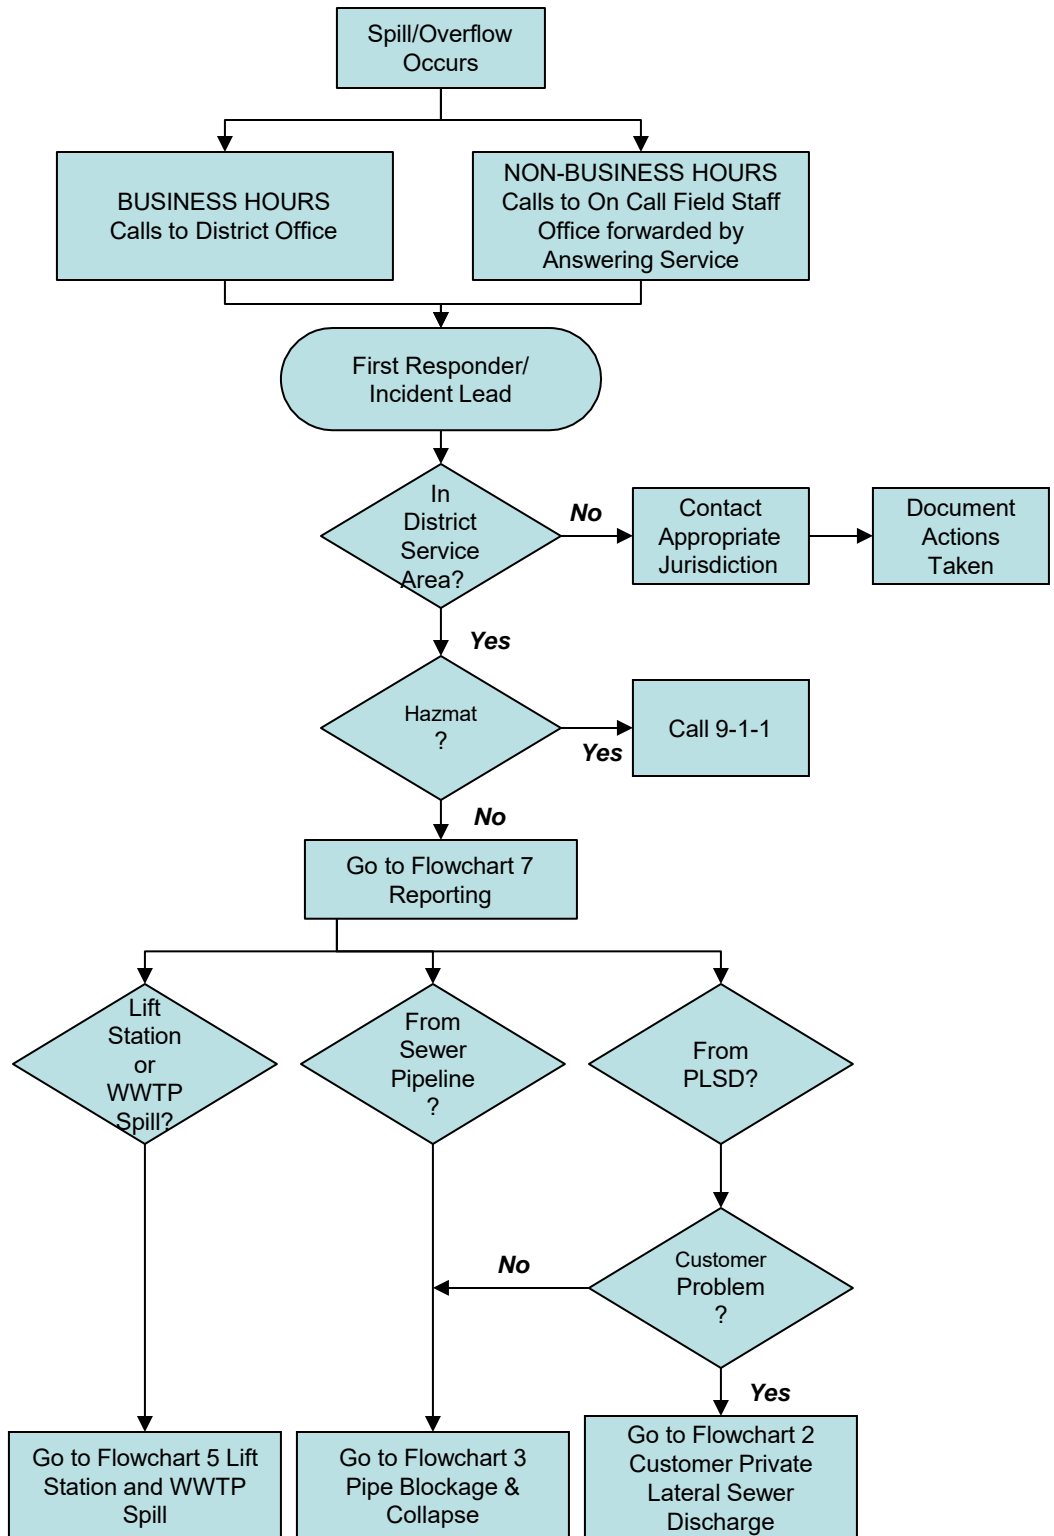 Spill/Overflow
Occurs
BUSINESS HOURS
Calls to District Office
NON-BUSINESS HOURS
Calls to On Call Field Staff
Office forwarded by
Answering Service
First Responder/
Incident Lead
In
District
Service
Area?
No
Contact
Appropriate
Jurisdiction
Document
Actions
Taken
Yes
Hazmat
?
Yes
Call 9-1-1
No
Go to Flowchart 7
Reporting
Lift
Station
or
WWTP
Spill?
From
Sewer
Pipeline
?
From
PLSD?
Customer
Problem
?
No
Yes
Go to Flowchart 5 Lift
Station and WWTP
Spill
Go to Flowchart 3
Pipe Blockage &
Collapse
Go to Flowchart 2
Customer Private
Lateral Sewer
Discharge